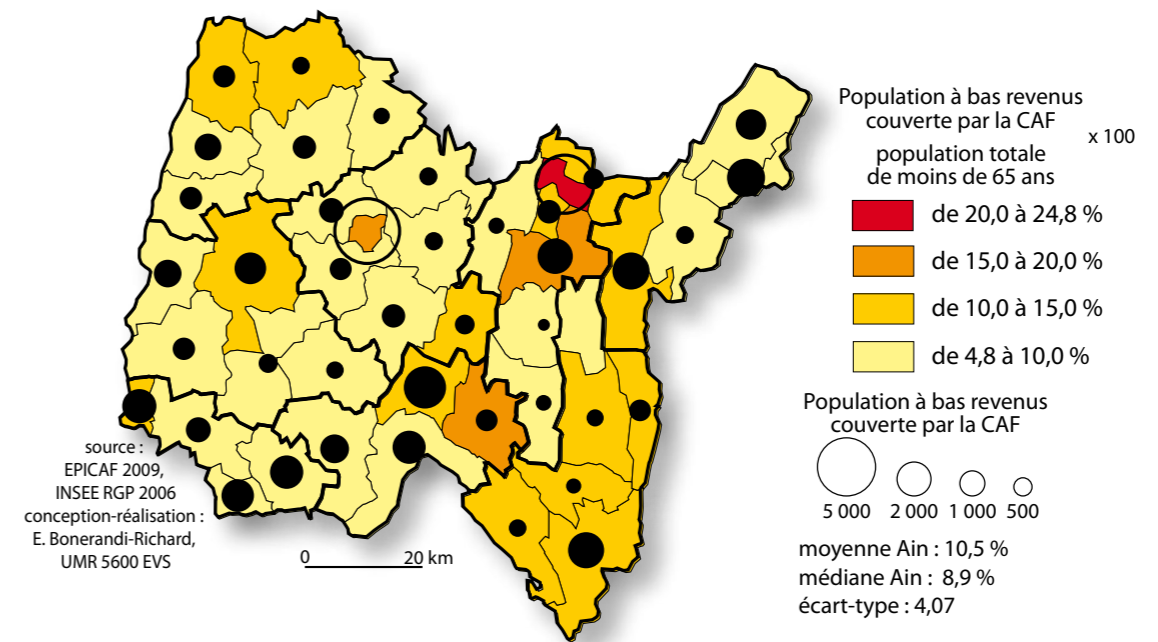 Population à bas revenus
couverte par la CAF
x 100
population totale
de moins de 65 ans
de 20,0 à 24,8 %
de 15,0 à 20,0 %
de 10,0 à 15,0 %
de 4,8 à 10,0 %
Population à bas revenus
couverte par la CAF
5 000 2 000 1 000 500
moyenne Ain : 10,5 %
médiane Ain : 8,9 %
écart-type : 4,07
source :
EPICAF 2009,
INSEE RGP 2006
conception-réalisation :
E. Bonerandi-Richard,
UMR 5600 EVS
0 20 km